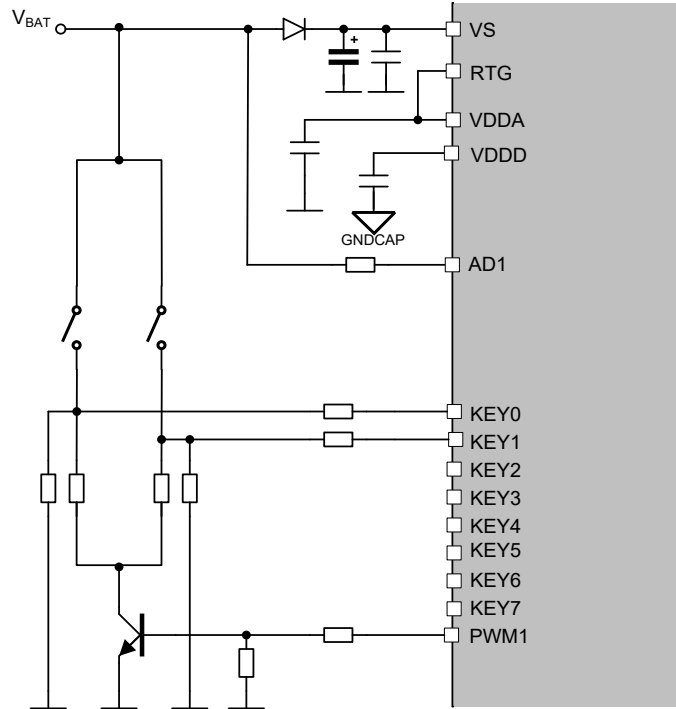 VBAT
+
VS
RTG
VDDA
VDDD
GNDCAP
AD1
KEY0
KEY1
KEY2
KEY3
KEY4
KEY5
KEY6
KEY7
PWM1